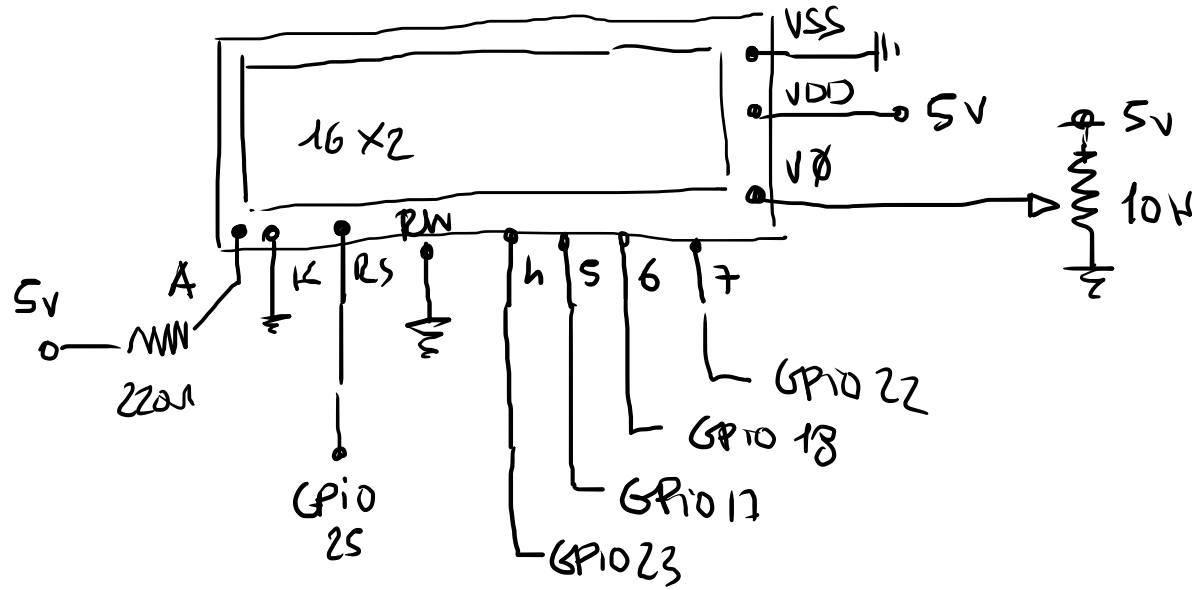 VSS
VDD
5V
5V
16 X2
VØ
10K
RW
A
K
RS
4
5
6
7
5V
220Ω
GPiO 22
GPiO 18
GPiO 17
GPiO
25
GPiO 23